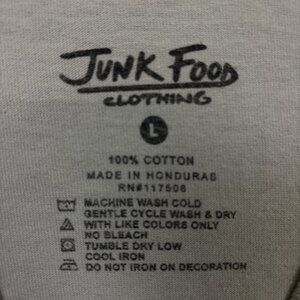 JUNK FOOD
CLOTHING
L
100% COTTON
MADE IN HONDURAS
RN#117506
MACHINE WASH COLD
GENTLE CYCLE WASH & DRY
WITH LIKE COLORS ONLY
NO BLEACH
TUMBLE DRY LOW
COOL IRON
DO NOT IRON ON DECORATION